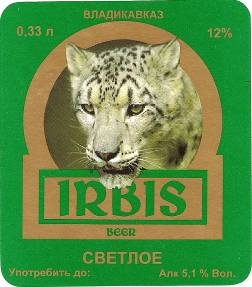 ВЛАДИКАВКАЗ
0,33 л 12%
IRBIS
BEER
СВЕТЛОЕ
Употребить до: Алк 5,1 % Вол.